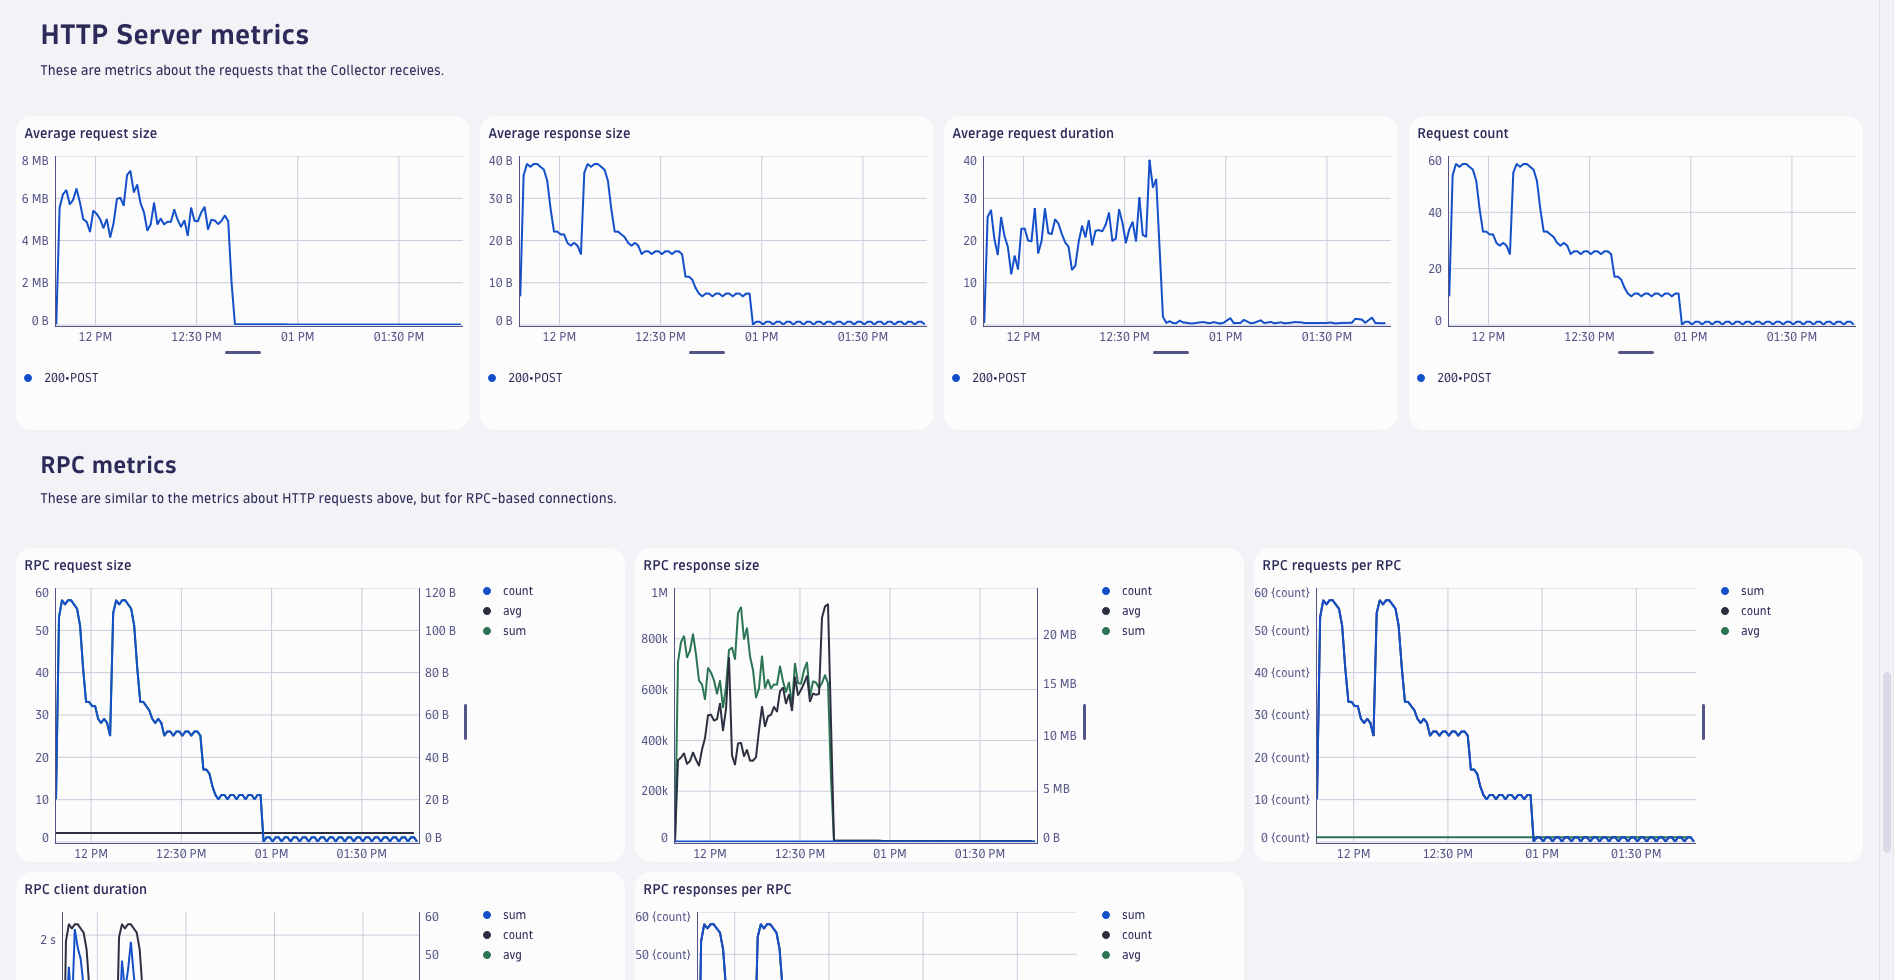 HTTP Server metrics
These are metrics about the requests that the Collector receives.
Average request size
8 MB
6 MB
4 MB
2 MB
0 B
12 PM 12:30 PM 01 PM 01:30 PM
200•POST
Average response size
40 B
30 B
20 B
10 B
0 B
12 PM 12:30 PM 01 PM 01:30 PM
200•POST
Average request duration
40
30
20
10
0
12 PM 12:30 PM 01 PM 01:30 PM
200•POST
Request count
60
40
20
0
12 PM 12:30 PM 01 PM 01:30 PM
200•POST
RPC metrics
These are similar to the metrics about HTTP requests above, but for RPC-based connections.
RPC request size
60 120 B
50 100 B
40 80 B
30 60 B
20 40 B
10 20 B
0 0 B
12 PM 12:30 PM 01 PM 01:30 PM
count
avg
sum
RPC response size
1M
800k 20 MB
600k 15 MB
400k 10 MB
200k 5 MB
0 0 B
12 PM 12:30 PM 01 PM 01:30 PM
count
avg
sum
RPC requests per RPC
60 {count}
50 {count}
40 {count}
30 {count}
20 {count}
10 {count}
0 {count}
12 PM 12:30 PM 01 PM 01:30 PM
sum
count
avg
RPC client duration
2 s
60
50
sum
count
avg
RPC responses per RPC
60 {count}
50 {count}
sum
count
avg